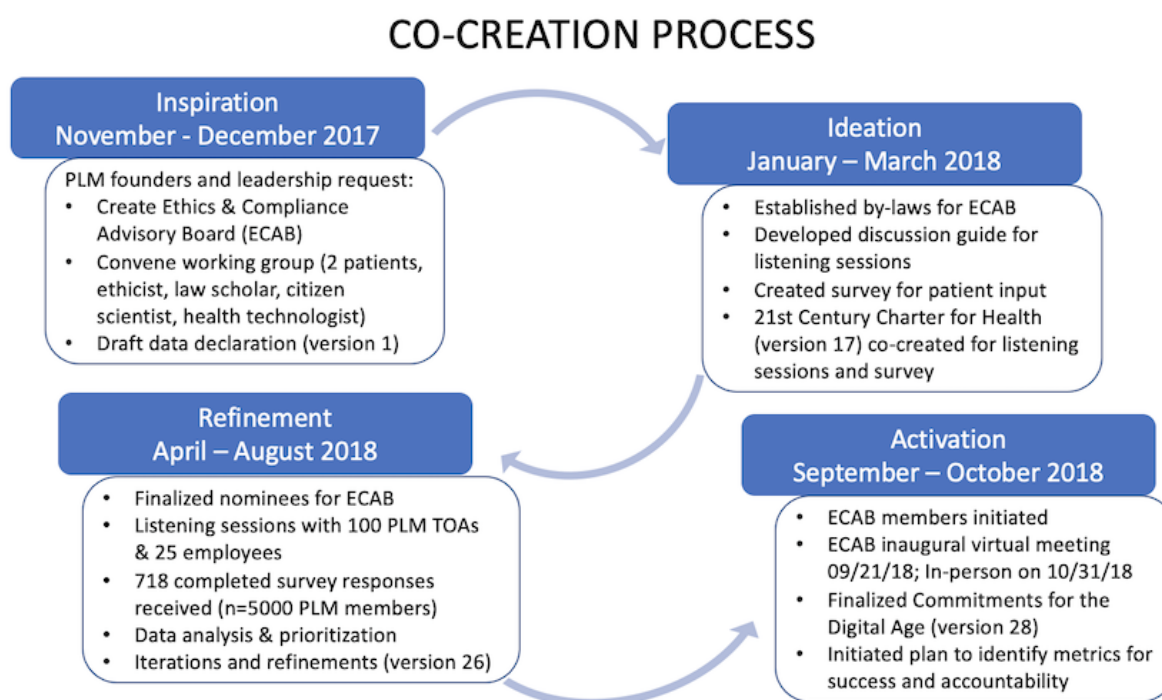 CO-CREATION PROCESS
Inspiration
November - December 2017
PLM founders and leadership request:
• Create Ethics & Compliance
Advisory Board (ECAB)
• Convene working group (2 patients,
ethicist, law scholar, citizen
scientist, health technologist)
• Draft data declaration (version 1)
Ideation
January – March 2018
• Established by-laws for ECAB
• Developed discussion guide for
listening sessions
• Created survey for patient input
• 21st Century Charter for Health
(version 17) co-created for listening
sessions and survey
Refinement
April – August 2018
• Finalized nominees for ECAB
• Listening sessions with 100 PLM TOAs
& 25 employees
• 718 completed survey responses
received (n=5000 PLM members)
• Data analysis & prioritization
• Iterations and refinements (version 26)
Activation
September – October 2018
• ECAB members initiated
• ECAB inaugural virtual meeting
09/21/18; In-person on 10/31/18
• Finalized Commitments for the
Digital Age (version 28)
• Initiated plan to identify metrics for
success and accountability